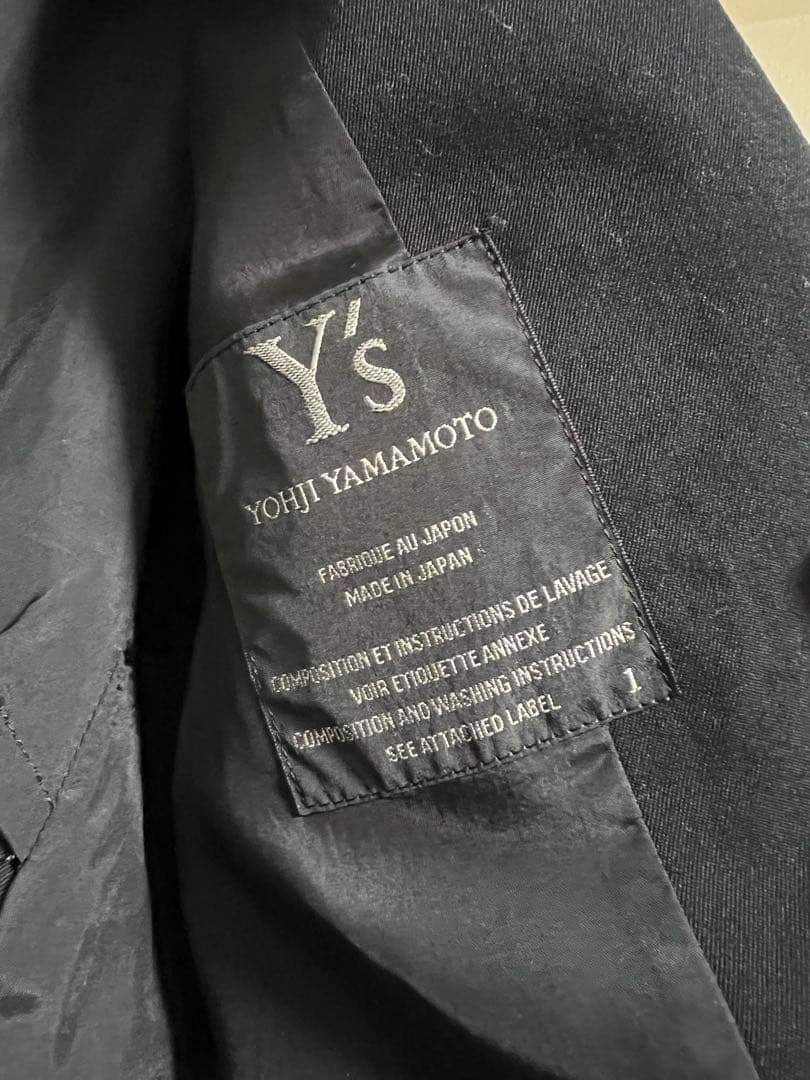 Y's
YOHJI YAMAMOTO
FABRIQUE AU JAPON
MADE IN JAPAN
COMPOSITION ET INSTRUCTIONS DE LAVAGE
VOIR ETIQUETTE ANNEXE
COMPOSITION AND WASHING INSTRUCTIONS
SEE ATTACHED LABEL
1